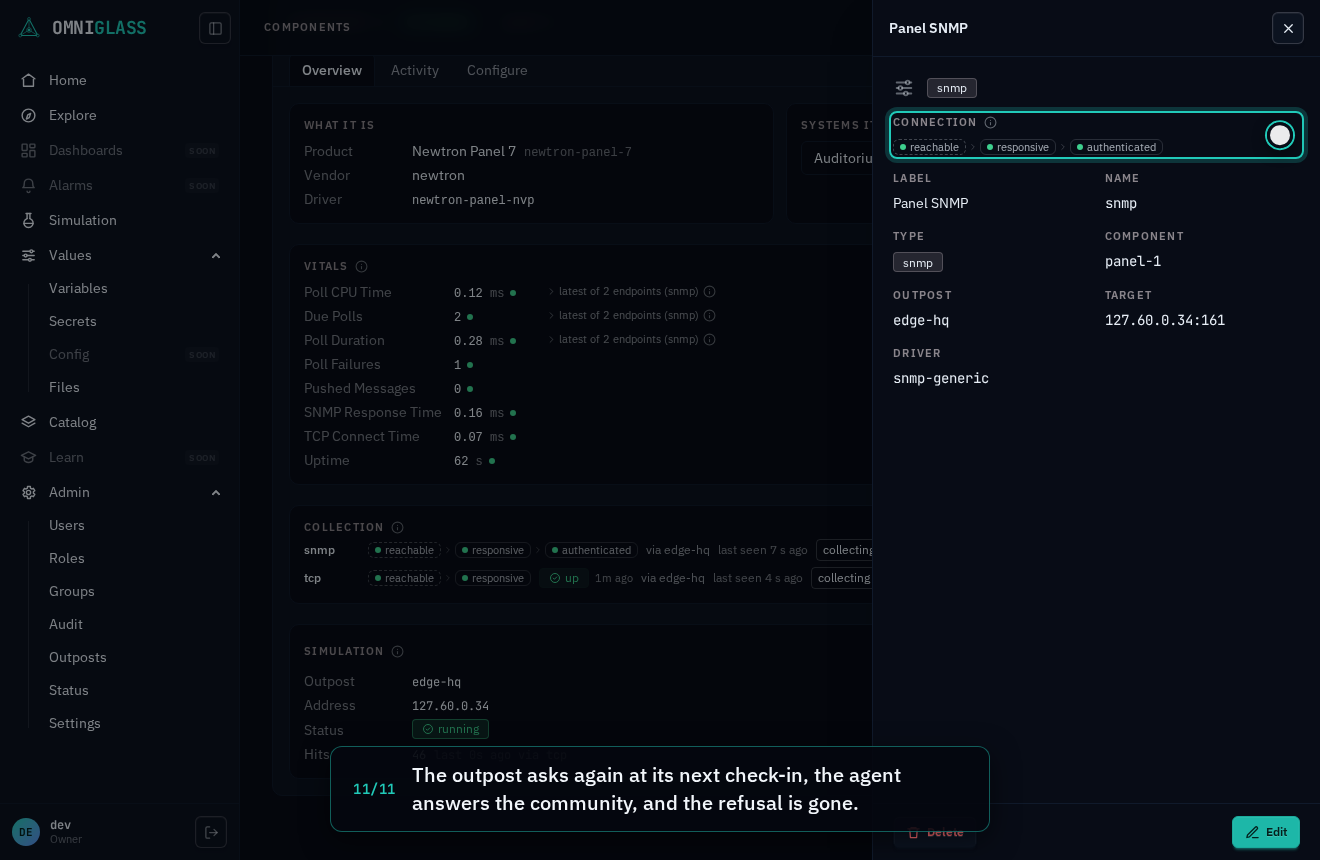 OMNIGLASS
Home
Explore
Dashboards SOON
Alarms SOON
Simulation
Values
Variables
Secrets
Config SOON
Files
Catalog
Learn SOON
Admin
Users
Roles
Groups
Audit
Outposts
Status
Settings
DE dev
Owner
COMPONENTS
Overview Activity Configure
WHAT IT IS
Product Newtron Panel 7 newtron-panel-7
Vendor newtron
Driver newtron-panel-nvp
SYSTEMS IT
Auditoriu
VITALS
Poll CPU Time 0.12 ms latest of 2 endpoints (snmp)
Due Polls 2 latest of 2 endpoints (snmp)
Poll Duration 0.28 ms latest of 2 endpoints (snmp)
Poll Failures 1
Pushed Messages 0
SNMP Response Time 0.16 ms
TCP Connect Time 0.07 ms
Uptime 62 s
COLLECTION
snmp reachable responsive authenticated via edge-hq last seen 7 s ago collecting
tcp reachable responsive up 1m ago via edge-hq last seen 4 s ago collecting
SIMULATION
Outpost edge-hq
Address 127.60.0.34
Status running
Hits
Panel SNMP
snmp
CONNECTION
reachable responsive authenticated
LABEL NAME
Panel SNMP snmp
TYPE COMPONENT
snmp panel-1
OUTPOST TARGET
edge-hq 127.60.0.34:161
DRIVER
snmp-generic
11/11 The outpost asks again at its next check-in, the agent
answers the community, and the refusal is gone.
Delete Edit